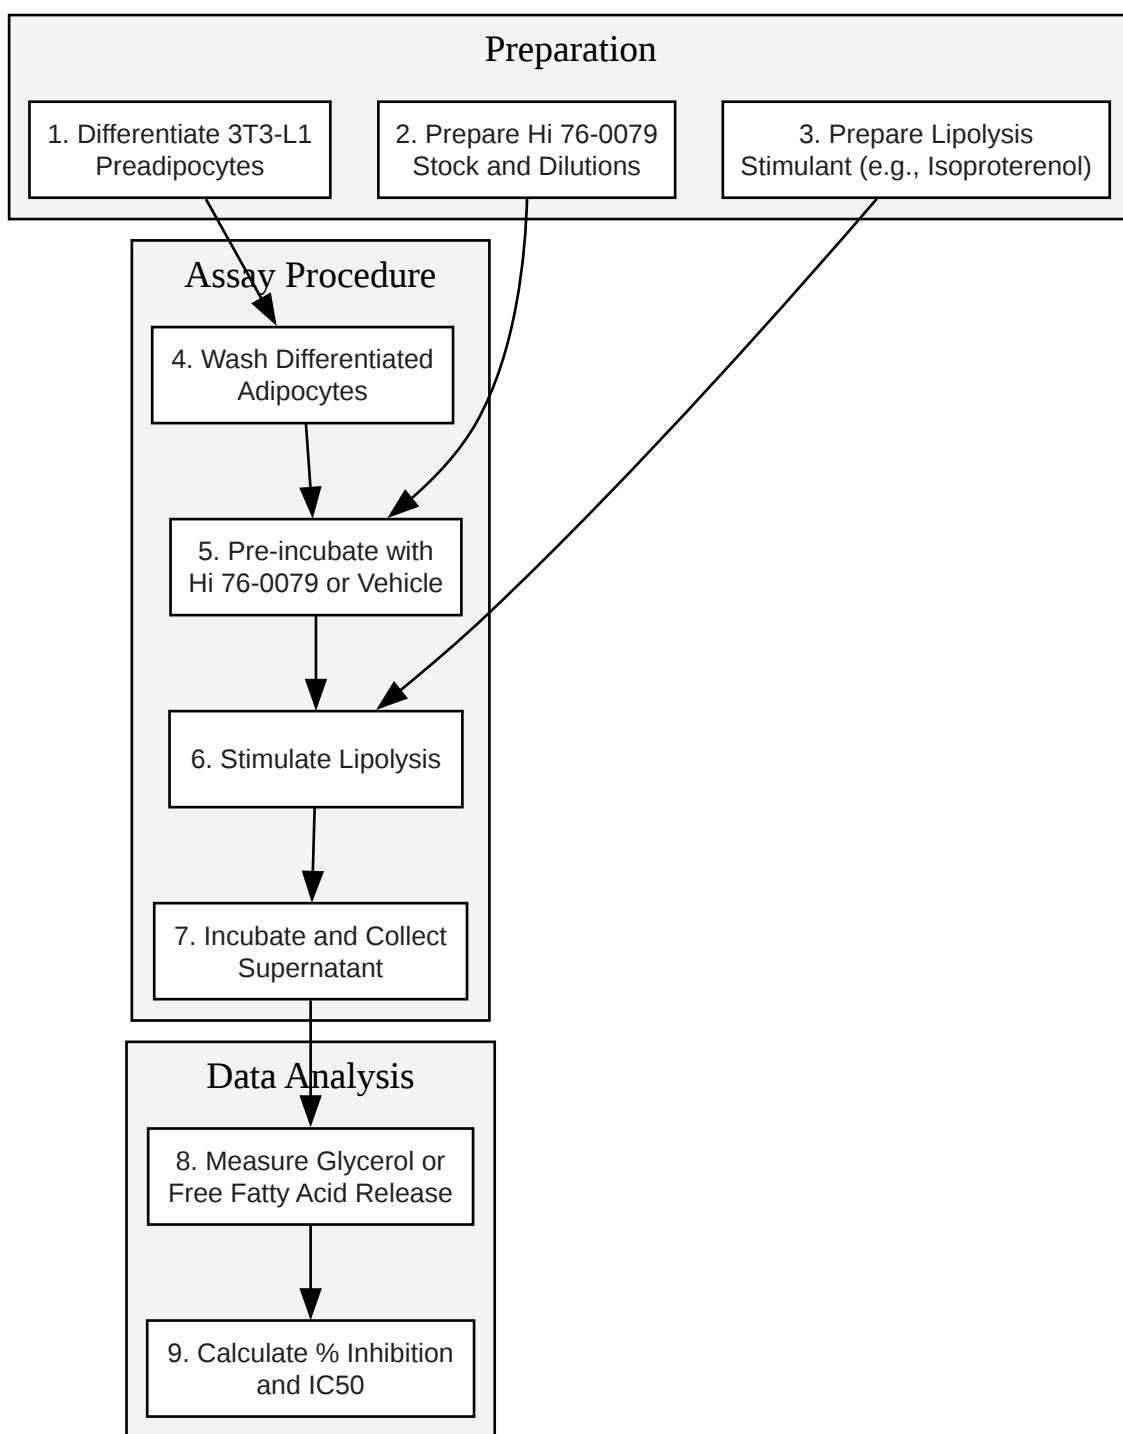 Preparation
1. Differentiate 3T3-L1
Preadipocytes
2. Prepare Hi 76-0079
Stock and Dilutions
3. Prepare Lipolysis
Stimulant (e.g., Isoproterenol)
Assay Procedure
4. Wash Differentiated
Adipocytes
5. Pre-incubate with
Hi 76-0079 or Vehicle
6. Stimulate Lipolysis
7. Incubate and Collect
Supernatant
Data Analysis
8. Measure Glycerol or
Free Fatty Acid Release
9. Calculate % Inhibition
and IC50